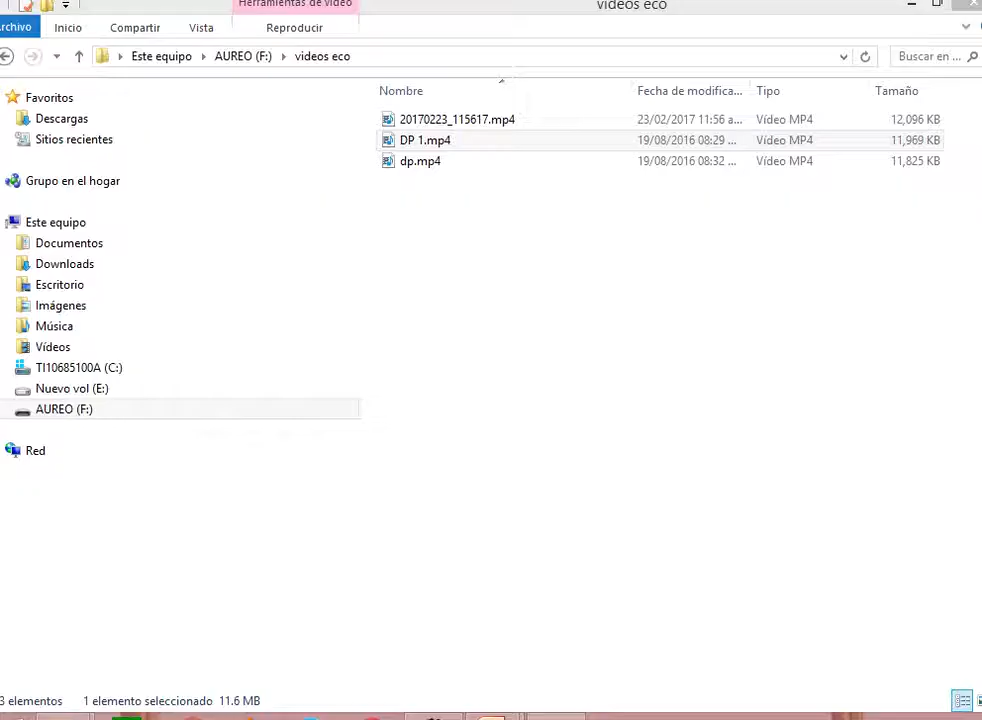 Herramientas de vídeo
videos eco
Archivo Inicio Compartir Vista Reproducir
Este equipo AUREO (F:) videos eco Buscar en ...
Favoritos
Descargas
Sitios recientes
Grupo en el hogar
Este equipo
Documentos
Downloads
Escritorio
Imágenes
Música
Vídeos
TI10685100A (C:)
Nuevo vol (E:)
AUREO (F:)
Red
Nombre Fecha de modifica... Tipo Tamaño
20170223_115617.mp4 23/02/2017 11:56 a... Vídeo MP4 12,096 KB
DP 1.mp4 19/08/2016 08:29 ... Vídeo MP4 11,969 KB
dp.mp4 19/08/2016 08:32 ... Vídeo MP4 11,825 KB
3 elementos 1 elemento seleccionado 11.6 MB